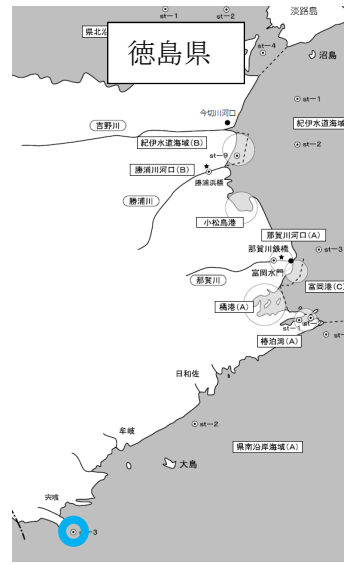 淡路島
st-1
st-2
県北沿
徳島県
st-4
沼島
st-1
今切川河口
吉野川
紀伊水道海域(B)
紀伊水道海域
st-2
st-9
勝浦川河口(B)
勝浦浜橋
勝浦川
小松島港
那賀川河口(A)
那賀川鉄橋
st-3
富岡水門
那賀川
富岡港(C)
橘港(A)
st-2
st-1
st-
椿泊湾(A)
日和佐
st-2
牟岐
県南沿岸海域(A)
大島
宍喰
-3